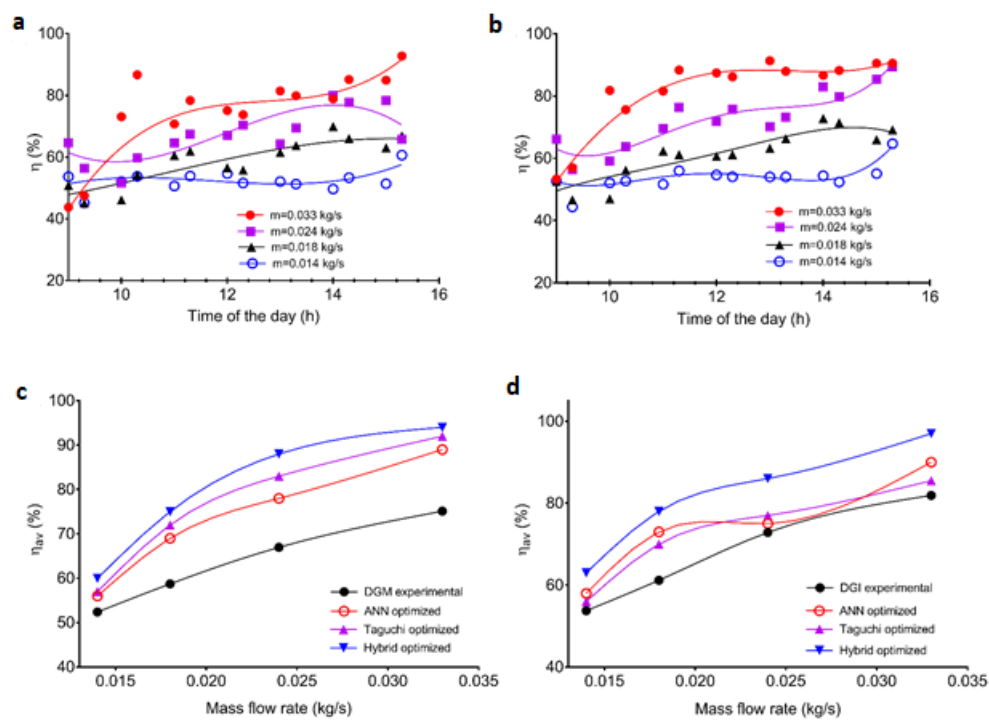 a
100
80
60
40
20
η (%)
m=0.033 kg/s
m=0.024 kg/s
m=0.018 kg/s
m=0.014 kg/s
10 12 14 16
Time of the day (h)
b
100
80
60
40
20
η (%)
m=0.033 kg/s
m=0.024 kg/s
m=0.018 kg/s
m=0.014 kg/s
10 12 14 16
Time of the day (h)
c
100
90
80
70
60
50
40
ηav (%)
DGM experimental
ANN optimized
Taguchi optimized
Hybrid optimized
0.015 0.020 0.025 0.030 0.035
Mass flow rate (kg/s)
d
100
80
60
40
ηav (%)
DGI experimental
ANN optimized
Taguchi optimized
Hybrid optimized
0.015 0.020 0.025 0.030 0.035
Mass flow rate (kg/s)